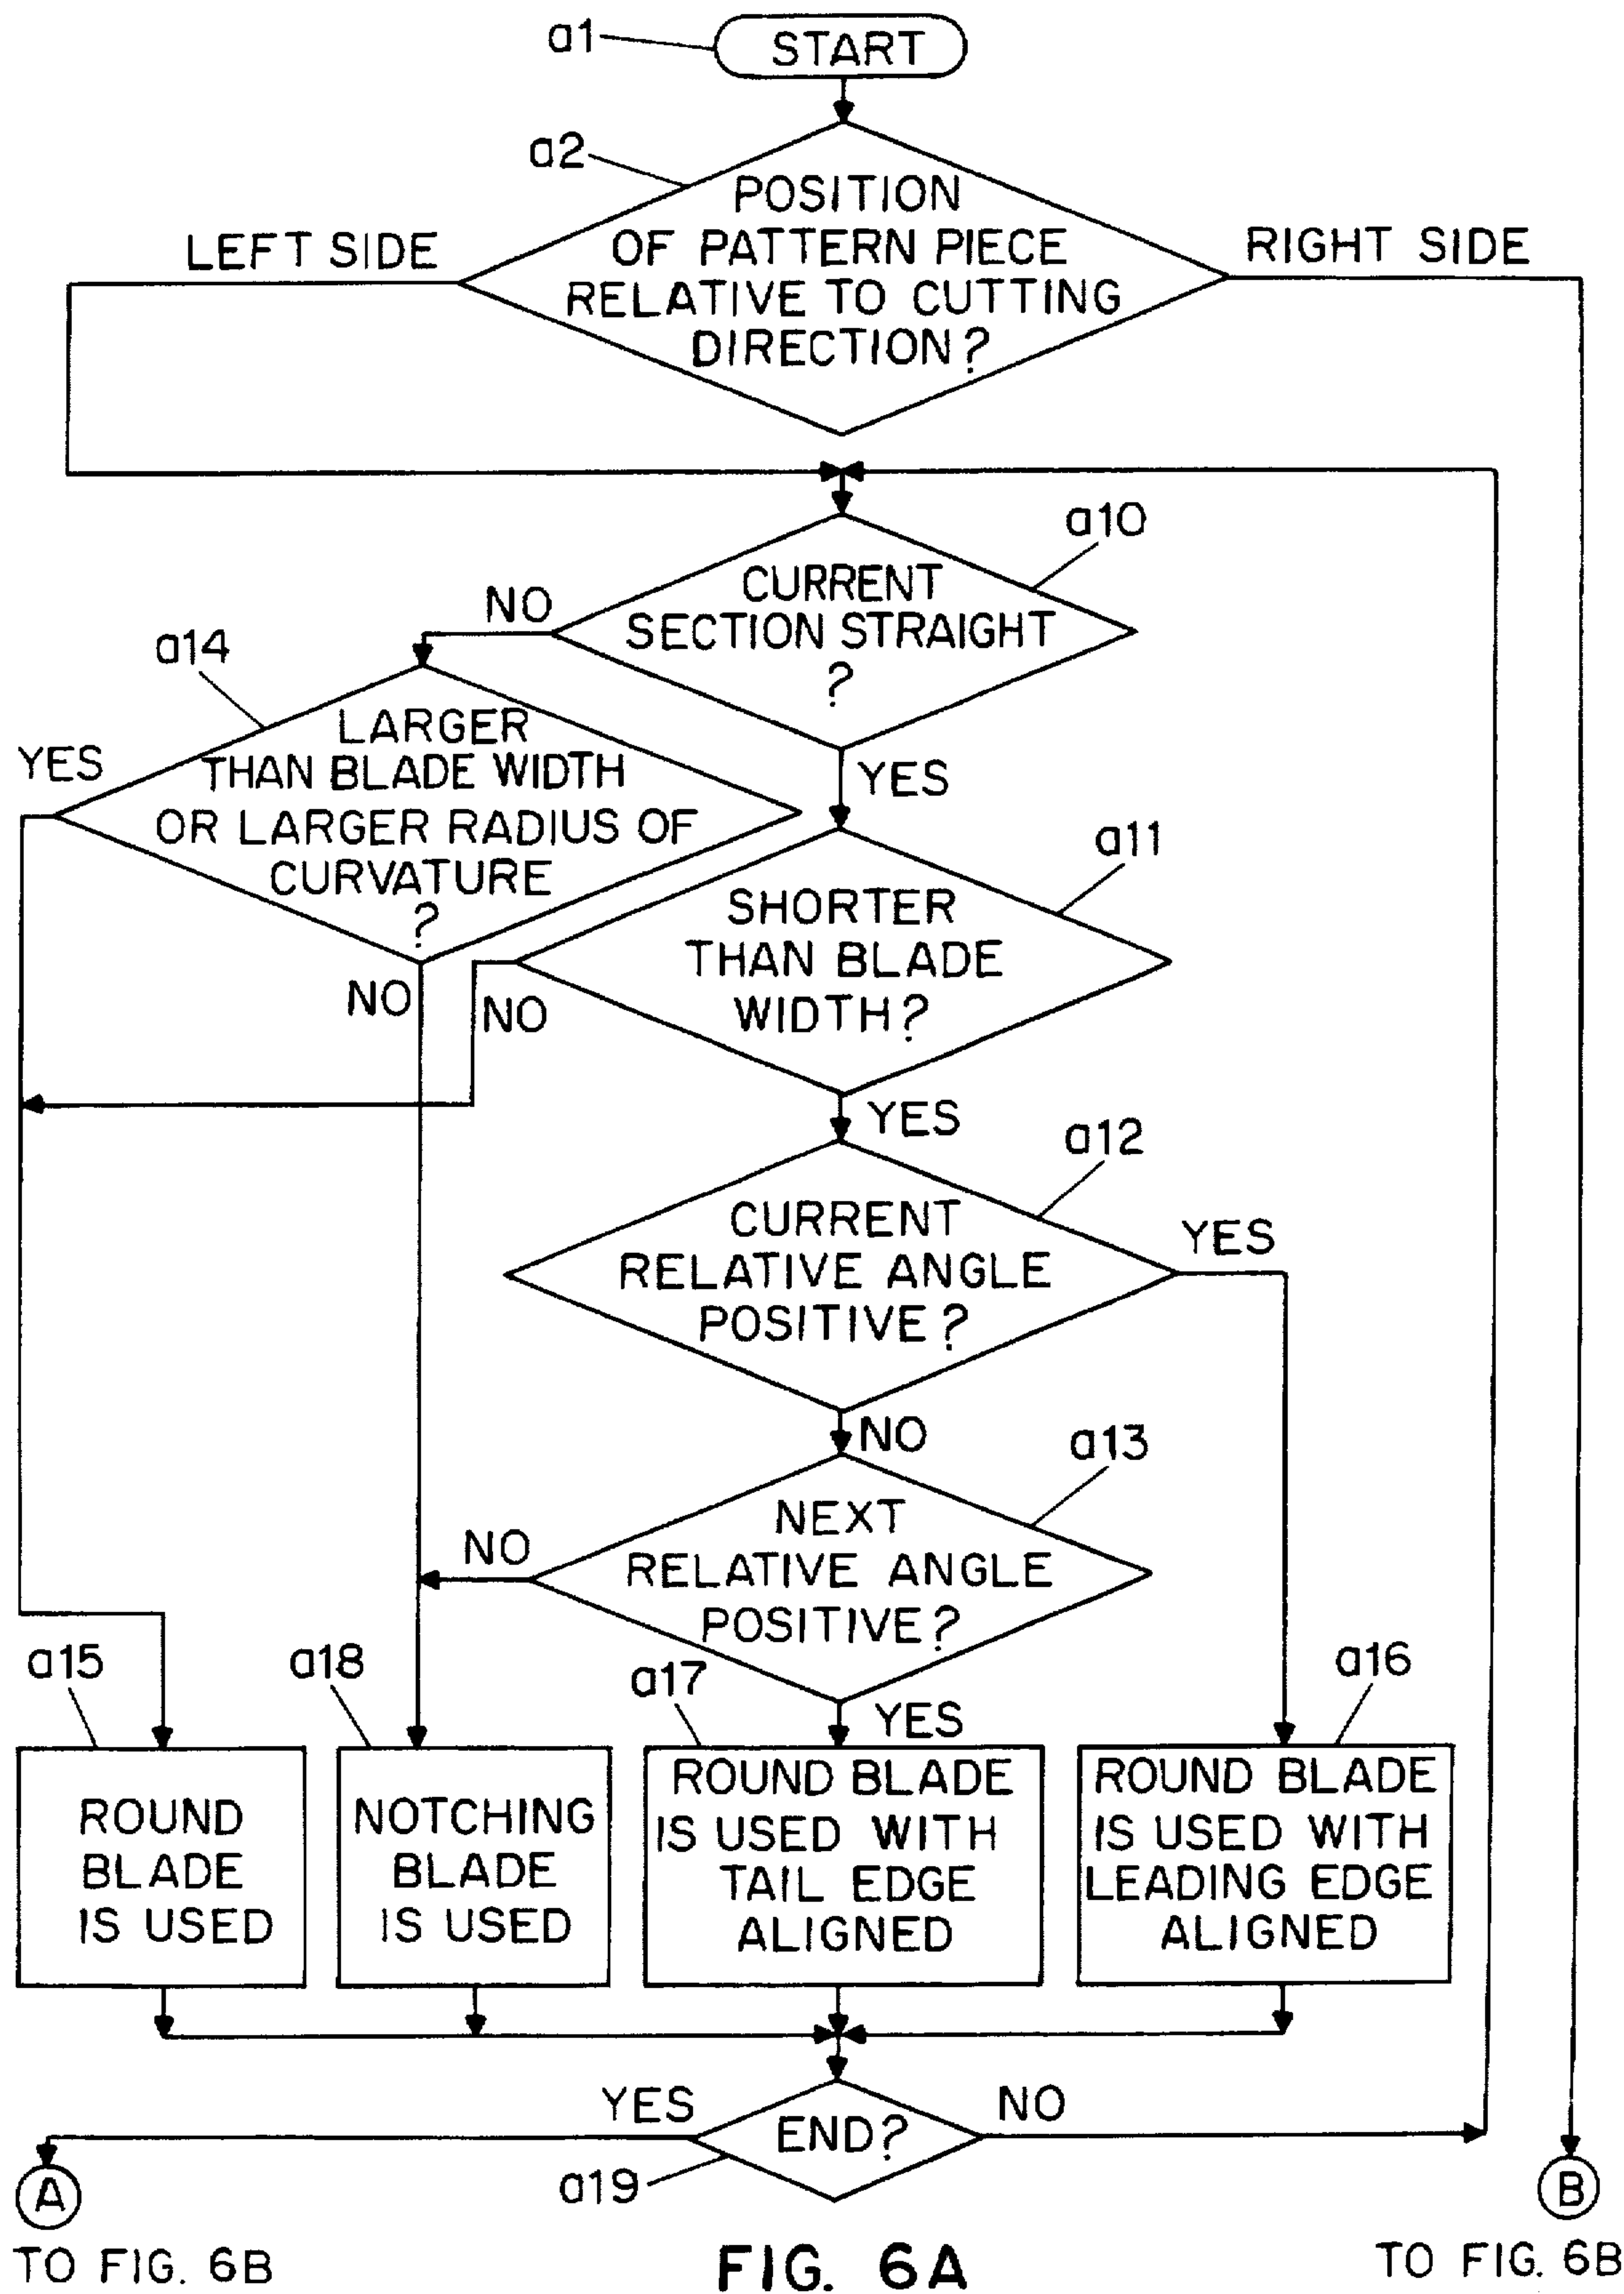 a1
START
a2
POSITION
OF PATTERN PIECE
RELATIVE TO CUTTING
DIRECTION?
LEFT SIDE
RIGHT SIDE
a10
CURRENT
SECTION STRAIGHT
?
NO
YES
a14
LARGER
THAN BLADE WIDTH
OR LARGER RADIUS OF
CURVATURE
?
YES
NO
a11
SHORTER
THAN BLADE
WIDTH?
NO
YES
a12
CURRENT
RELATIVE ANGLE
POSITIVE?
YES
NO
a13
NEXT
RELATIVE ANGLE
POSITIVE?
NO
YES
a15
ROUND
BLADE
IS USED
a18
NOTCHING
BLADE
IS USED
a17
ROUND BLADE
IS USED WITH
TAIL EDGE
ALIGNED
a16
ROUND BLADE
IS USED WITH
LEADING EDGE
ALIGNED
YES
END?
NO
a19
A
B
TO FIG. 6B
FIG. 6A
TO FIG. 6B